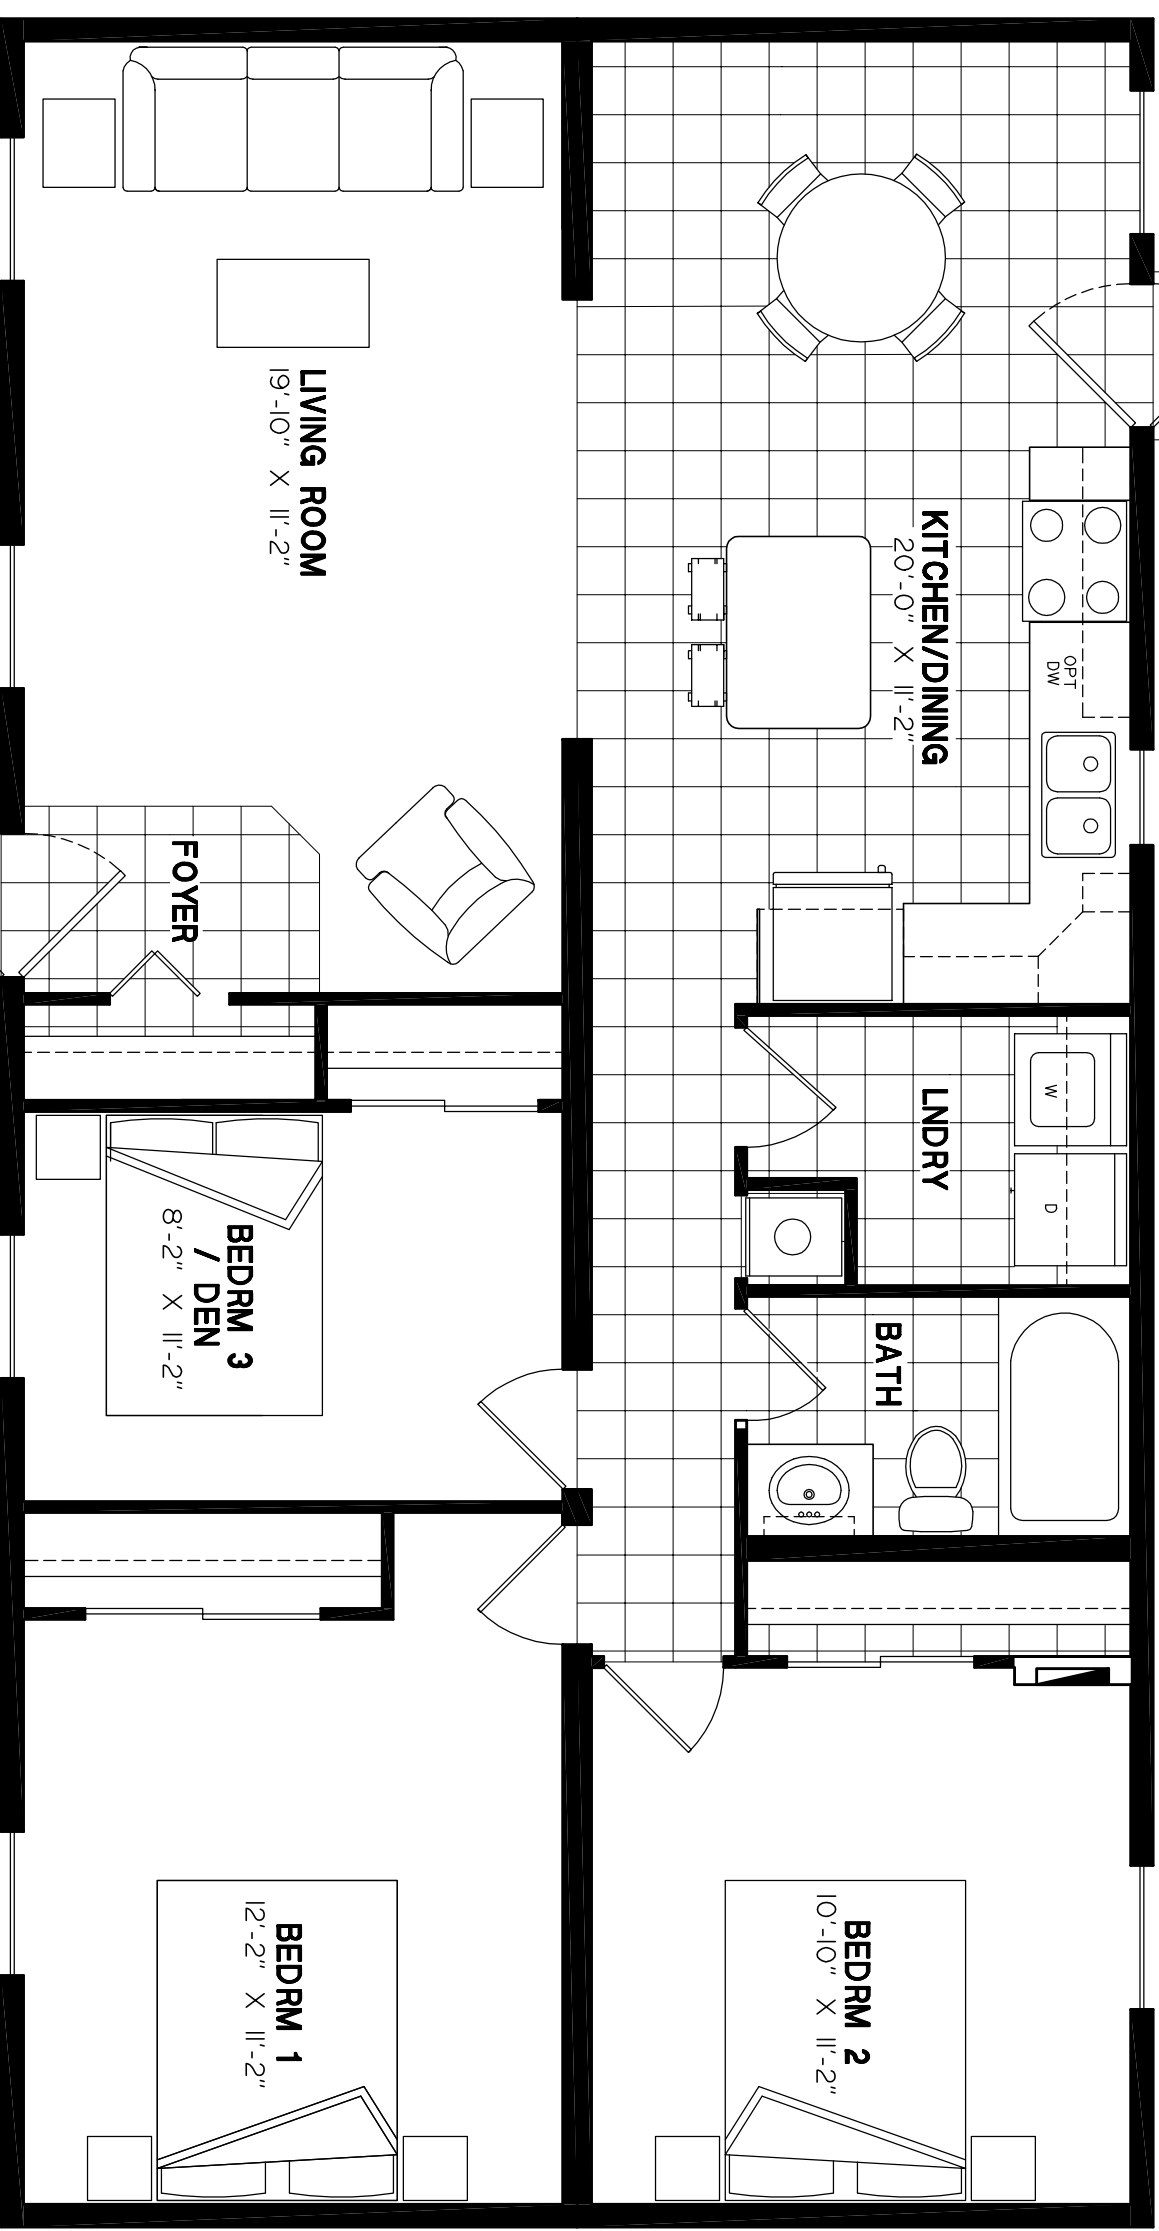 KITCHEN/DINING
20'-0" X 11'-2"
OPT
DW
LNDRY
W
D
BATH
BEDRM 2
10'-10" X 11'-2"
LIVING ROOM
19'-10" X 11'-2"
FOYER
BEDRM 3
/ DEN
8'-2" X 11'-2"
BEDRM 1
12'-2" X 11'-2"